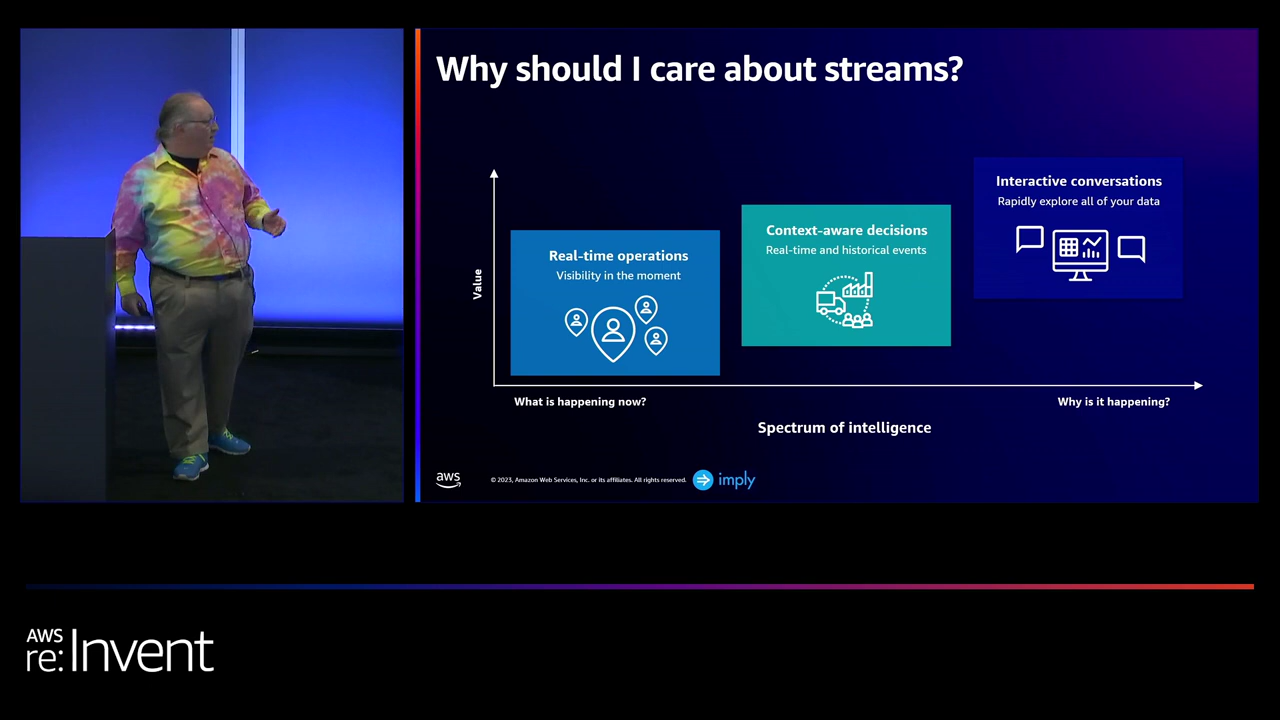 Why should I care about streams?
Interactive conversations
Rapidly explore all of your data
Context-aware decisions
Real-time and historical events
Real-time operations
Visibility in the moment
Value
What is happening now?
Why is it happening?
Spectrum of intelligence
aws
© 2023, Amazon Web Services, Inc. or its affiliates. All rights reserved.
imply
AWS
re:Invent